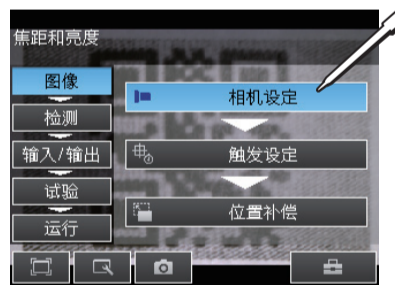 焦距和亮度
图像
相机设定
检测
输入/输出
触发设定
试验
位置补偿
运行